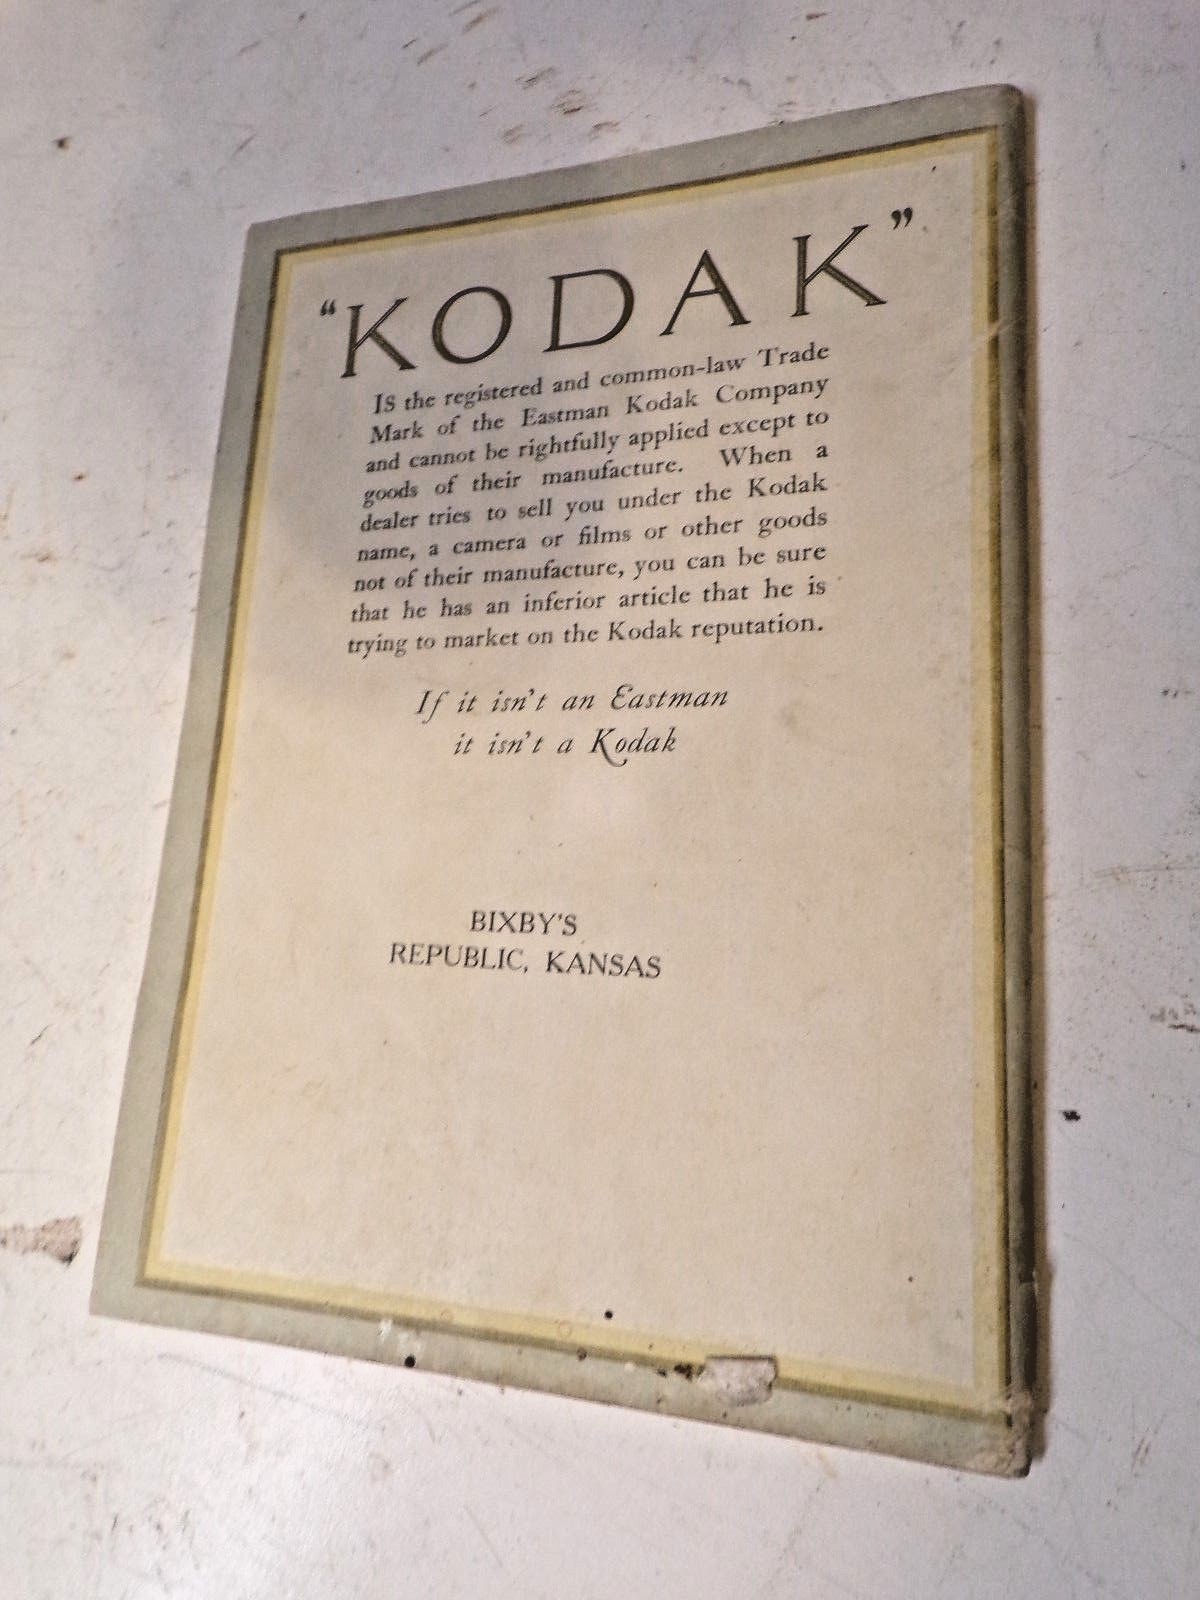 “KODAK”
IS the registered and common-law Trade
Mark of the Eastman Kodak Company
and cannot be rightfully applied except to
goods of their manufacture. When a
dealer tries to sell you under the Kodak
name, a camera or films or other goods
not of their manufacture, you can be sure
that he has an inferior article that he is
trying to market on the Kodak reputation.
If it isn't an Eastman
it isn't a Kodak
BIXBY'S
REPUBLIC, KANSAS